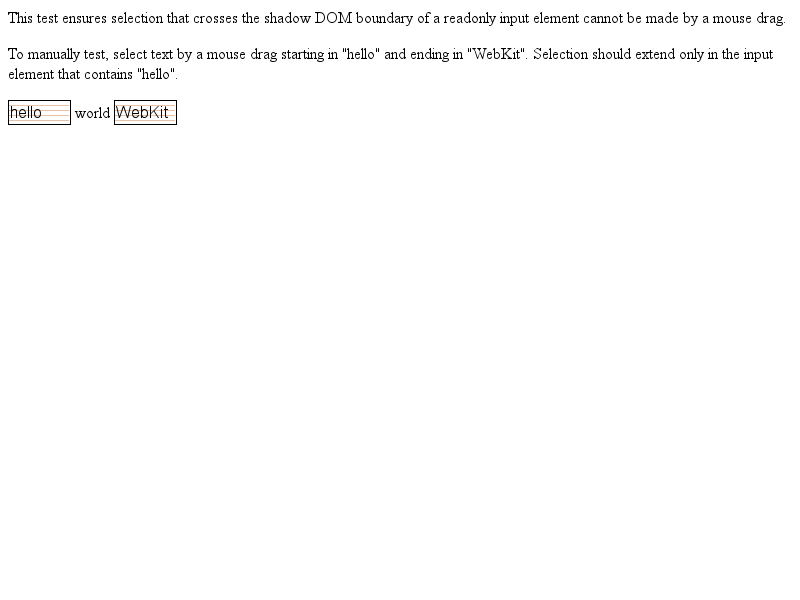 This test ensures selection that crosses the shadow DOM boundary of a readonly input element cannot be made by a mouse drag.
To manually test, select text by a mouse drag starting in "hello" and ending in "WebKit". Selection should extend only in the input
element that contains "hello".
hello world WebKit